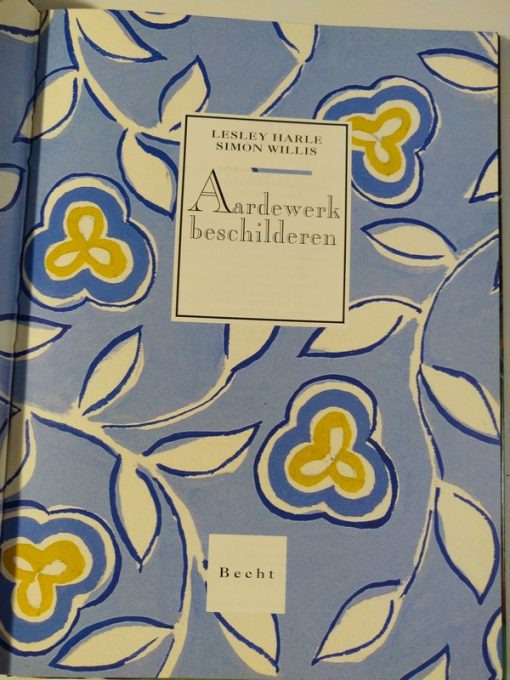 LESLEY HARLE
SIMON WILLIS
Aardewerk
beschilderen
Becht